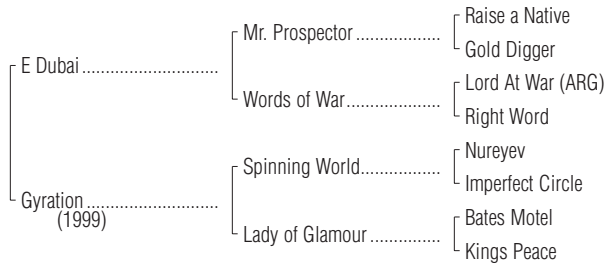 Raise a Native
Mr. Prospector ..................
Gold Digger
E Dubai ............................
Lord At War (ARG)
Words of War....................
Right Word
Nureyev
Spinning World.................
Imperfect Circle
Gyration ...........................
(1999)
Bates Motel
Lady of Glamour ...............
Kings Peace